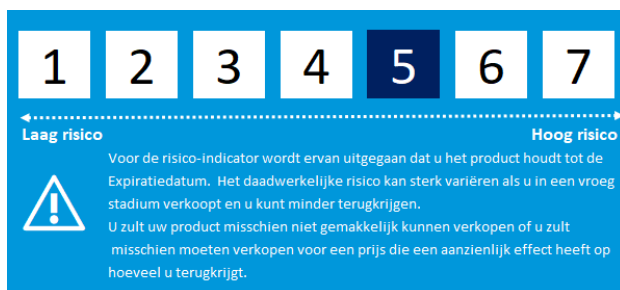 1 2 3 4 5 6 7
Laag risico Hoog risico
Voor de risico-indicator wordt ervan uitgegaan dat u het product houdt tot de
Expiratiedatum. Het daadwerkelijke risico kan sterk variëren als u in een vroeg
stadium verkoopt en u kunt minder terugkrijgen.
U zult uw product misschien niet gemakkelijk kunnen verkopen of u zult
misschien moeten verkopen voor een prijs die een aanzienlijk effect heeft op
hoeveel u terugkrijgt.